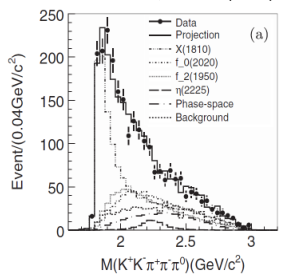 250
200
150
100
50
0
Event/(0.04GeV/c²)
Data
Projection
X(1810)
f_0(2020)
f_2(1950)
η(2225)
Phase-space
Background
(a)
2 2.5 3
M(K⁺K⁻π⁺π⁻π⁰)(GeV/c²)